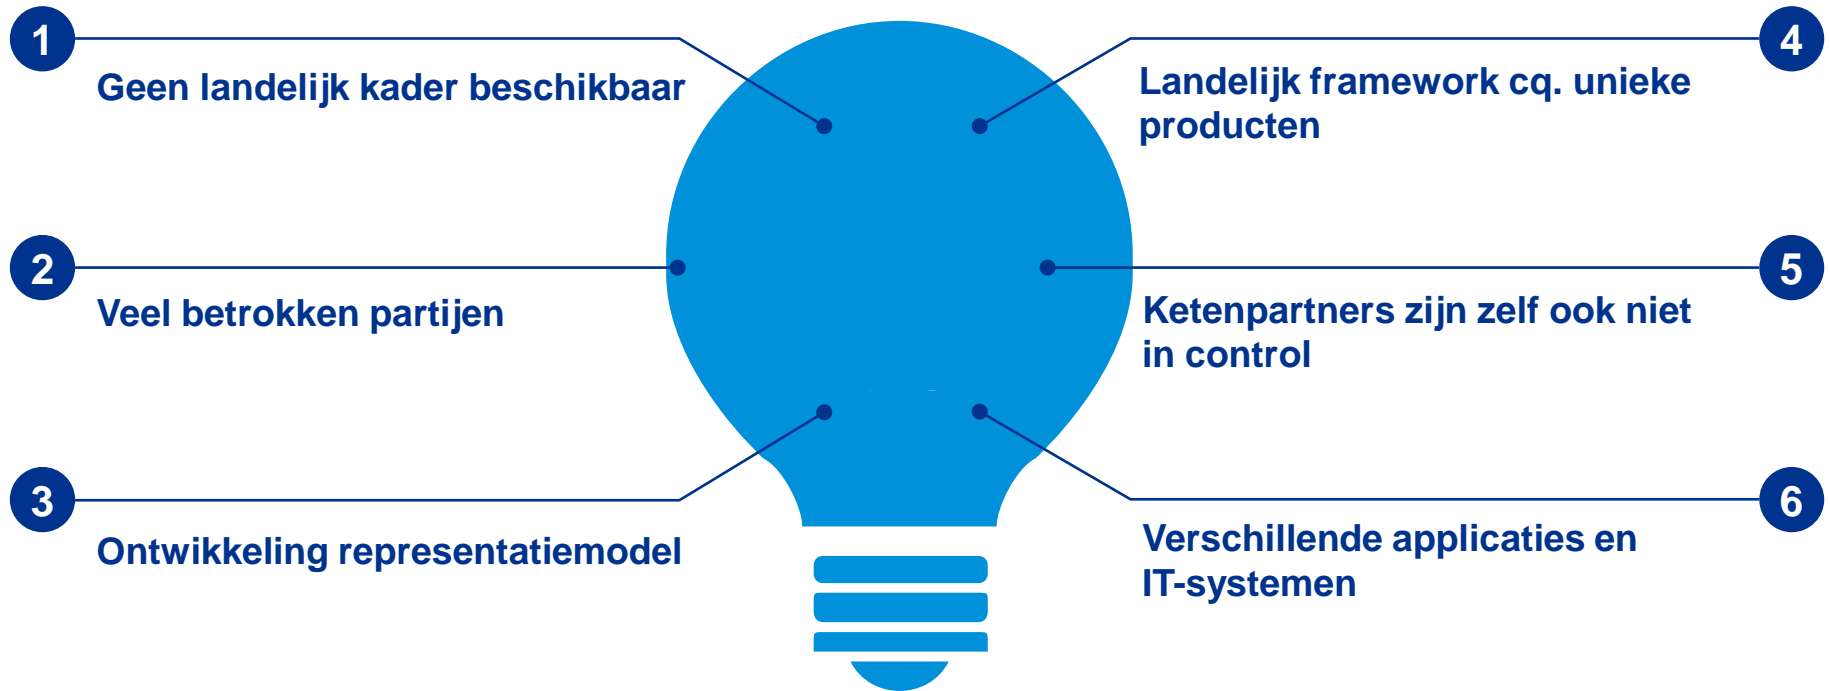 1
Geen landelijk kader beschikbaar
2
Veel betrokken partijen
3
Ontwikkeling representatiemodel
4
Landelijk framework cq. unieke
producten
5
Ketenpartners zijn zelf ook niet
in control
6
Verschillende applicaties en
IT-systemen